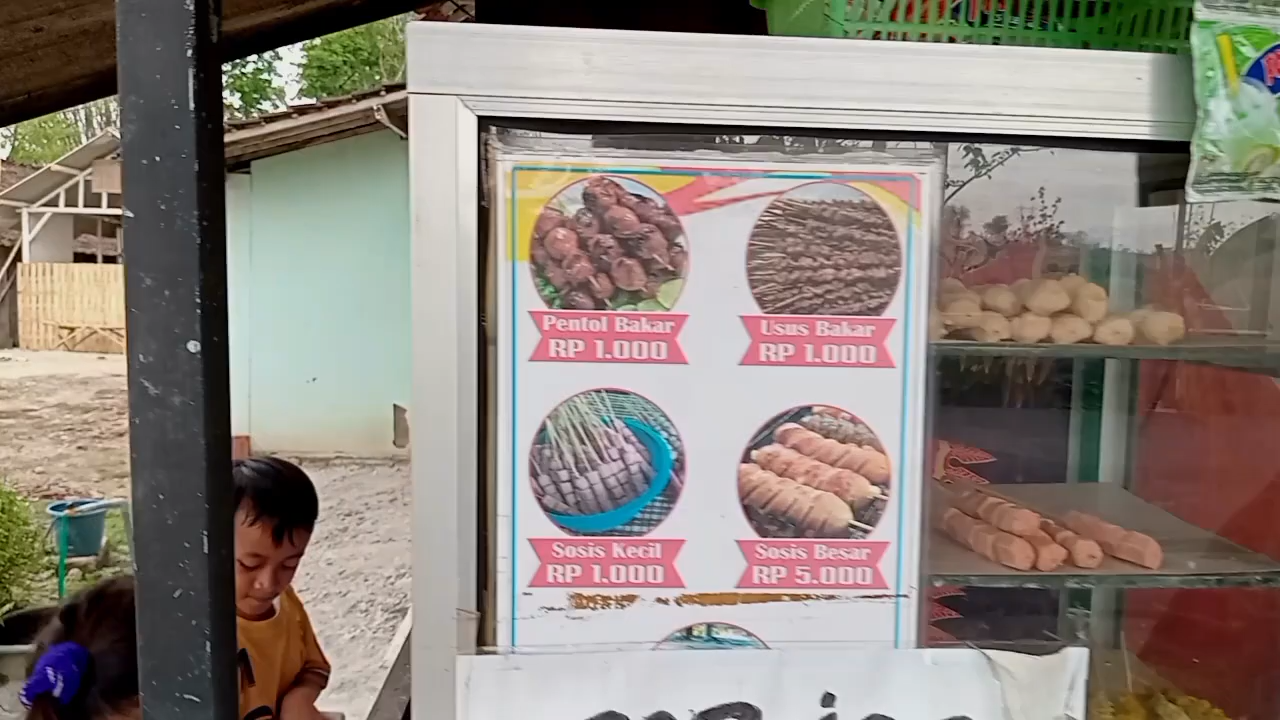 Pentol Bakar
RP 1.000
Usus Bakar
RP 1.000
Sosis Kecil
RP 1.000
Sosis Besar
RP 5.000